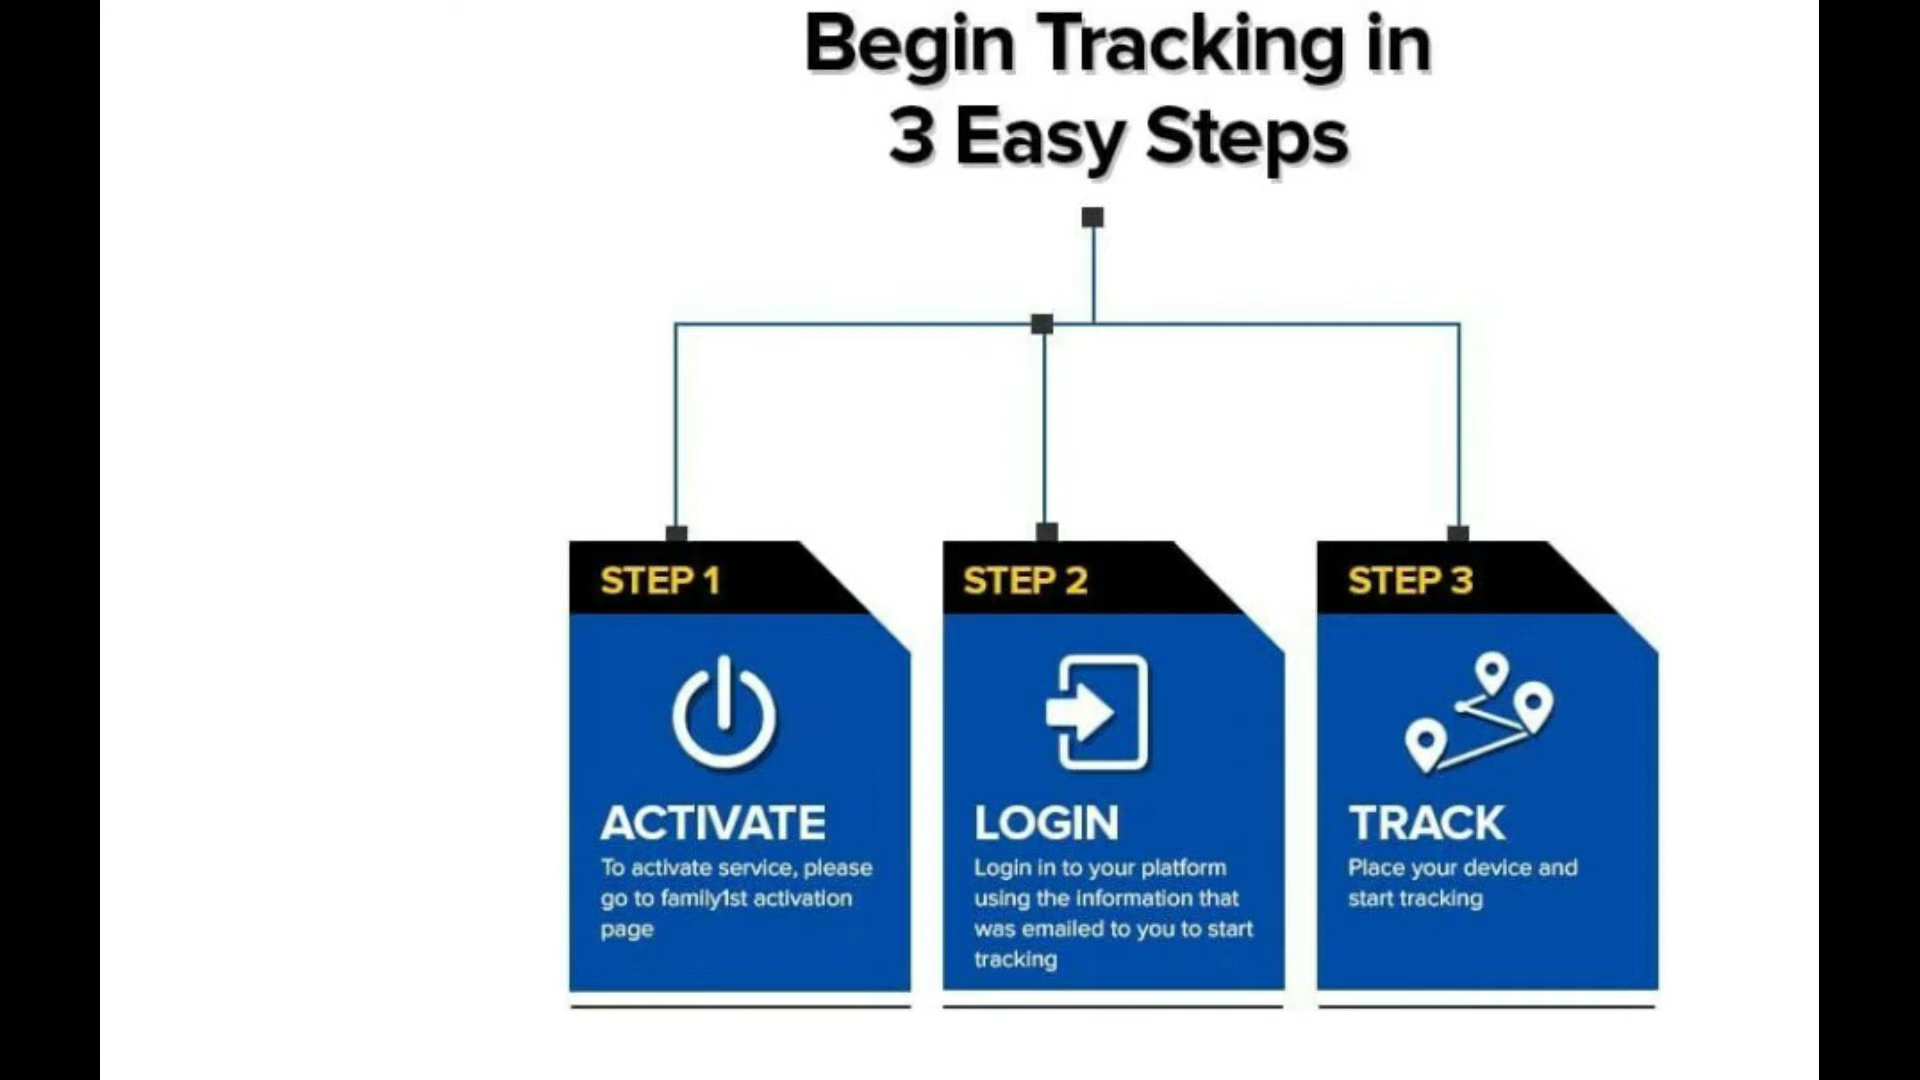 Begin Tracking in
3 Easy Steps
STEP 1
ACTIVATE
To activate service, please
go to family1st activation
page
STEP 2
LOGIN
Login in to your platform
using the information that
was emailed to you to start
tracking
STEP 3
TRACK
Place your device and
start tracking